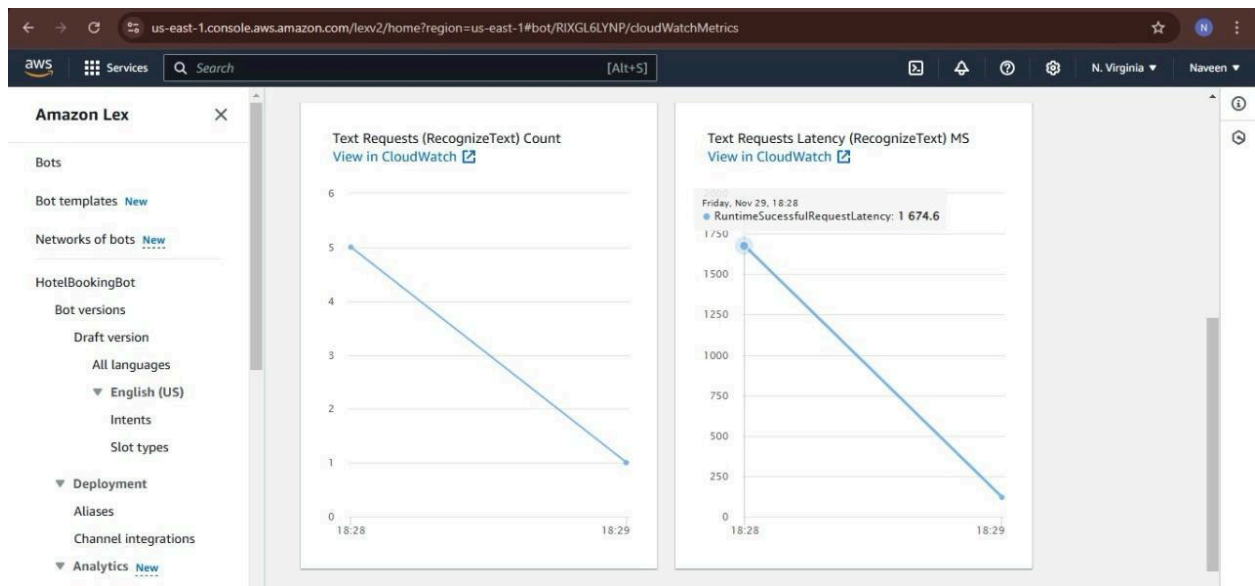 us-east-1.console.aws.amazon.com/lexv2/home?region=us-east-1#bot/RIXGL6LYNP/cloudWatchMetrics
N
aws Services Search [Alt+S] N. Virginia Naveen
Amazon Lex
Bots
Bot templates New
Networks of bots New
HotelBookingBot
Bot versions
Draft version
All languages
English (US)
Intents
Slot types
Deployment
Aliases
Channel integrations
Analytics New
Text Requests (RecognizeText) Count
View in CloudWatch
6
5
4
3
2
1
0
18:28 18:29
Text Requests Latency (RecognizeText) MS
View in CloudWatch
2000
Friday, Nov 29, 18:28
RuntimeSucessfulRequestLatency: 1 674.6
1750
1500
1250
1000
750
500
250
0
18:28 18:29